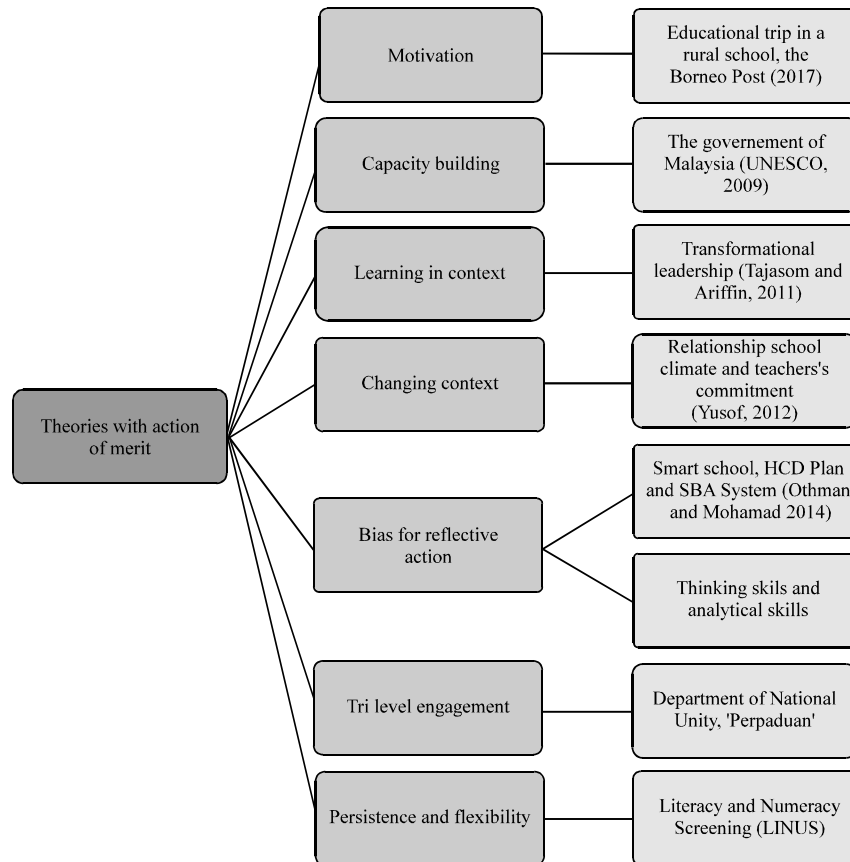 Motivation
Educational trip in a
rural school, the
Borneo Post (2017)
Capacity building
The governement of
Malaysia (UNESCO,
2009)
Learning in context
Transformational
leadership (Tajasom and
Ariffin, 2011)
Changing context
Relationship school
climate and teachers's
commitment
(Yusof, 2012)
Theories with action
of merit
Bias for reflective
action
Smart school, HCD Plan
and SBA System (Othman
and Mohamad 2014)
Thinking skils and
analytical skills
Tri level engagement
Department of National
Unity, 'Perpaduan'
Persistence and flexibility
Literacy and Numeracy
Screening (LINUS)